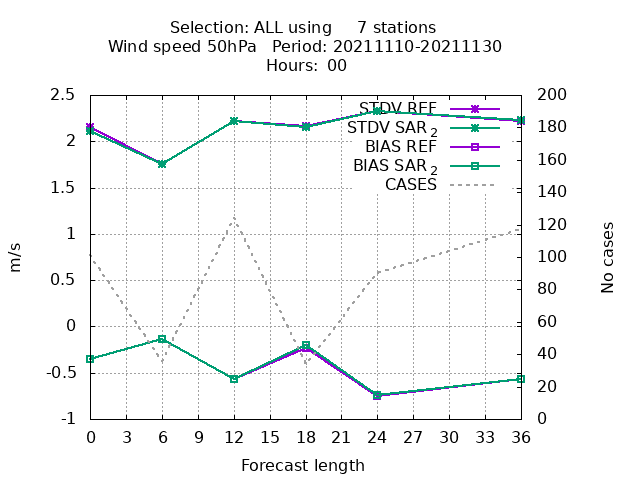 Selection: ALL using     7 stations
Wind speed 50hPa   Period: 20211110-20211130
Hours: 00
2.5
2
1.5
1
0.5
0
-0.5
-1
200
180
160
140
120
100
80
60
40
20
0
STDV REF
STDV SAR 2
BIAS REF
BIAS SAR 2
CASES
m/s
No cases
0 3 6 9 12 15 18 21 24 27 30 33 36
Forecast length